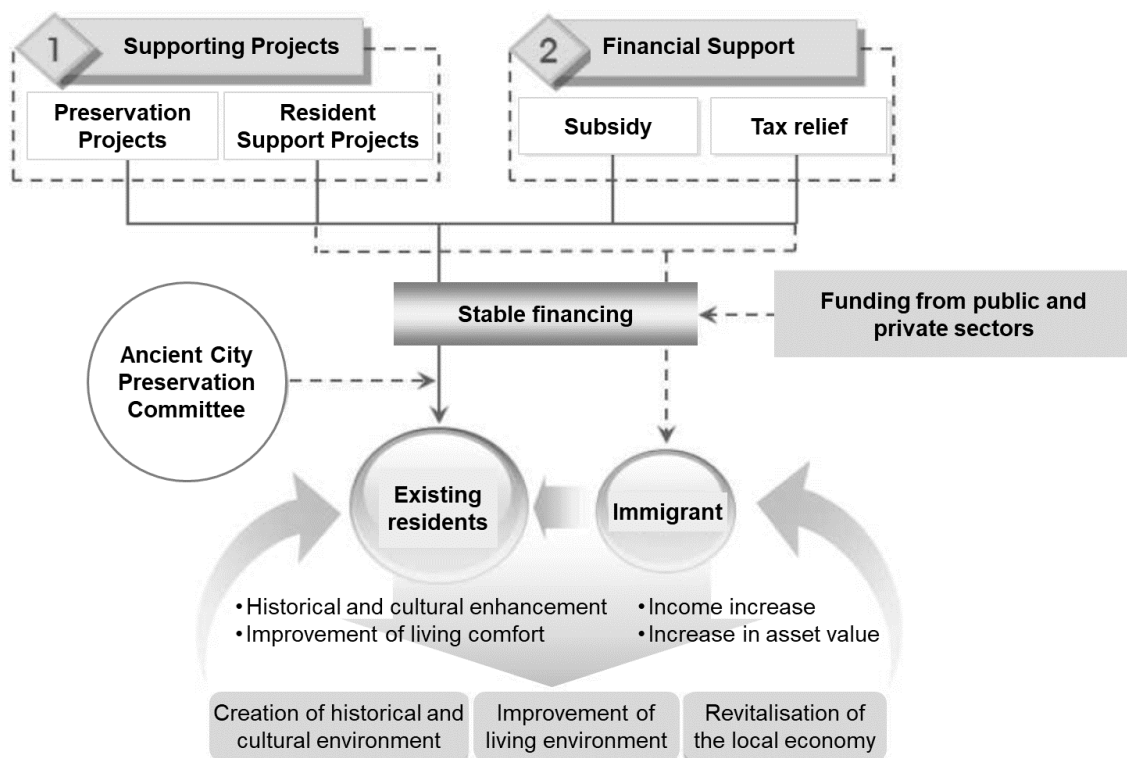 1
Supporting Projects
2
Financial Support
Preservation
Projects
Resident
Support Projects
Subsidy
Tax relief
Stable financing
Funding from public and
private sectors
Ancient City
Preservation
Committee
Existing
residents
Immigrant
•Historical and cultural enhancement
•Improvement of living comfort
•Income increase
•Increase in asset value
Creation of historical and
cultural environment
Improvement of
living environment
Revitalisation of
the local economy